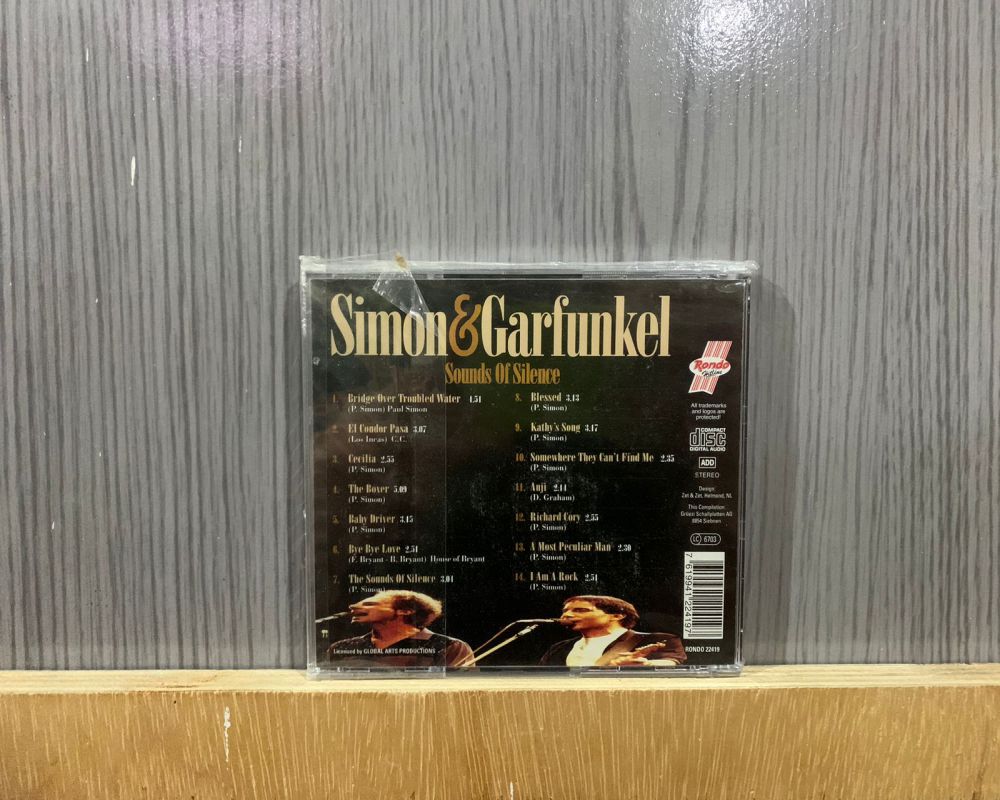 Simon & Garfunkel
Sounds Of Silence
1. Bridge Over Troubled Water 4.51
(P. Simon) Paul Simon
2. El Condor Pasa 3.07
(Los Incas) C.C.
3. Cecilia 2.55
(P. Simon)
4. The Boxer 5.09
(P. Simon)
5. Baby Driver 3.15
(P. Simon)
6. Bye Bye Love 2.51
(F. Bryant - B. Bryant) House of Bryant
7. The Sounds Of Silence 3.04
(P. Simon)
8. Blessed 3.13
(P. Simon)
9. Kathy's Song 3.17
(P. Simon)
10. Somewhere They Can't Find Me 2.35
(P. Simon)
11. Anji 2.14
(D. Graham)
12. Richard Cory 2.55
(P. Simon)
13. A Most Peculiar Man 2.30
(P. Simon)
14. I Am A Rock 2.51
(P. Simon)
Licensed by GLOBAL ARTS PRODUCTIONS
Rondo
Hitline
All trademarks
and logos are
protected!
COMPACT
disc
DIGITAL AUDIO
ADD
STEREO
Design:
Zet & Zet, Helmond, NL
This Compilation:
Grüezi Schallplatten AG
8854 Siebnen
LC 6703
7 619941 224197
RONDO 22419